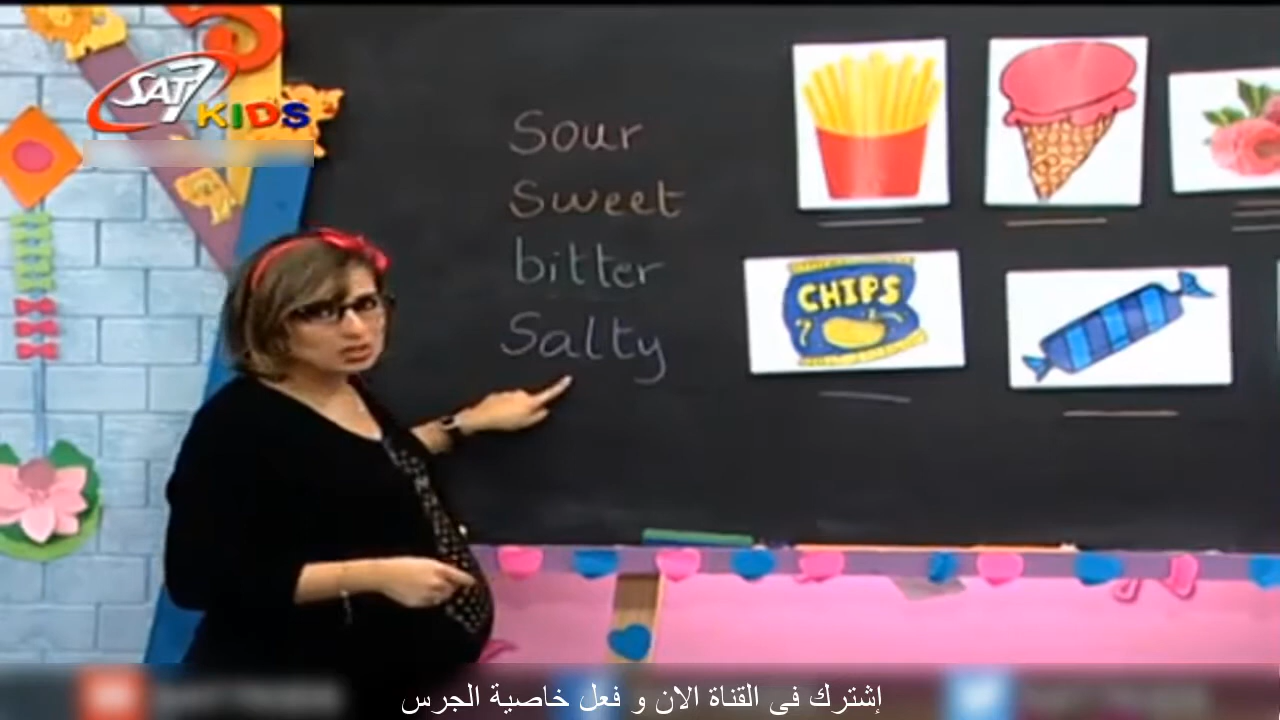 SAT7
KIDS
Sour
Sweet
bitter
Salty
CHIPS
إشترك فى القناة الان و فعل خاصية الجرس